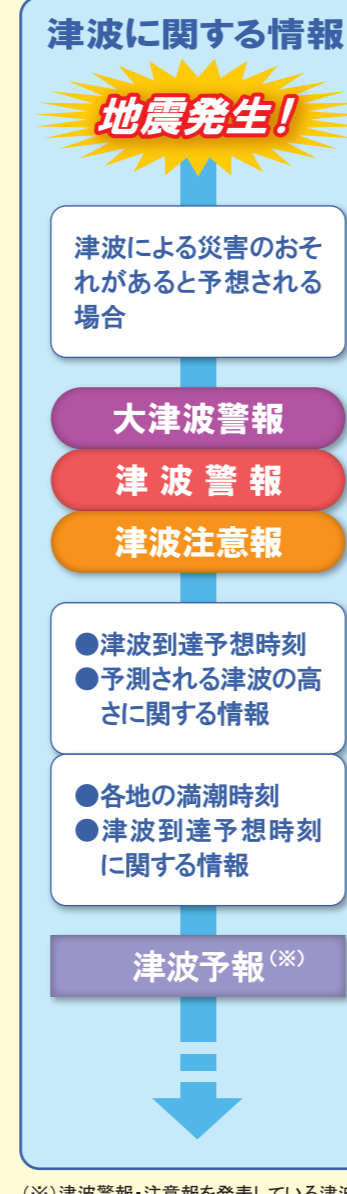 津波に関する情報
地震発生!
津波による災害のおそ
れがあると予想される
場合
大津波警報
津波警報
津波注意報
●津波到達予想時刻
●予測される津波の高
さに関する情報
●各地の満潮時刻
●津波到達予想時刻
に関する情報
津波予報(※)
(※)津波警報・注意報を発表している津波